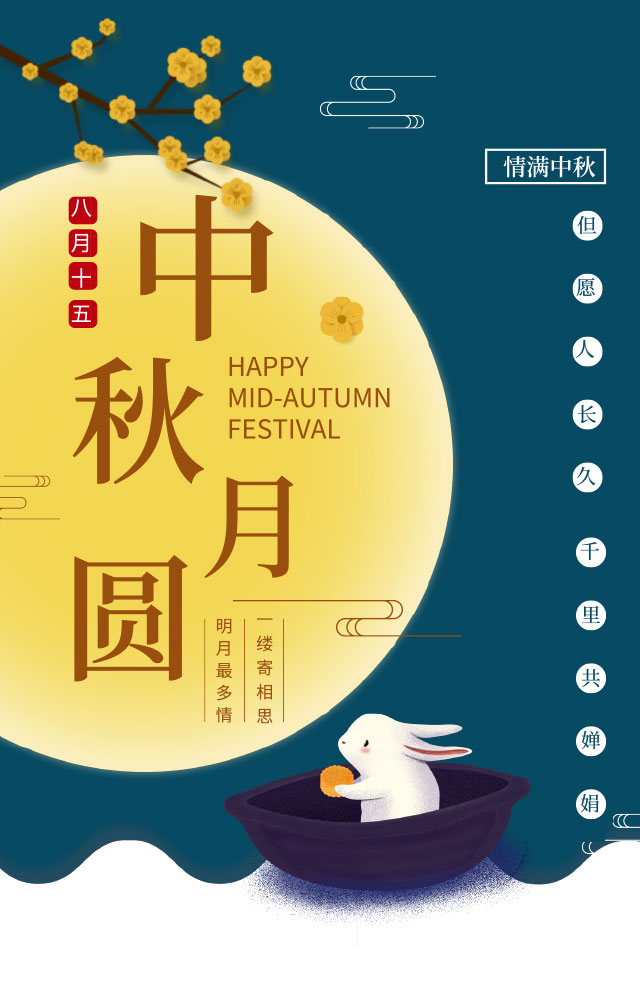 情满中秋
但愿人长久
千里共婵娟
八月十五
中秋月圆
HAPPY
MID-AUTUMN
FESTIVAL
一缕寄相思
明月最多情